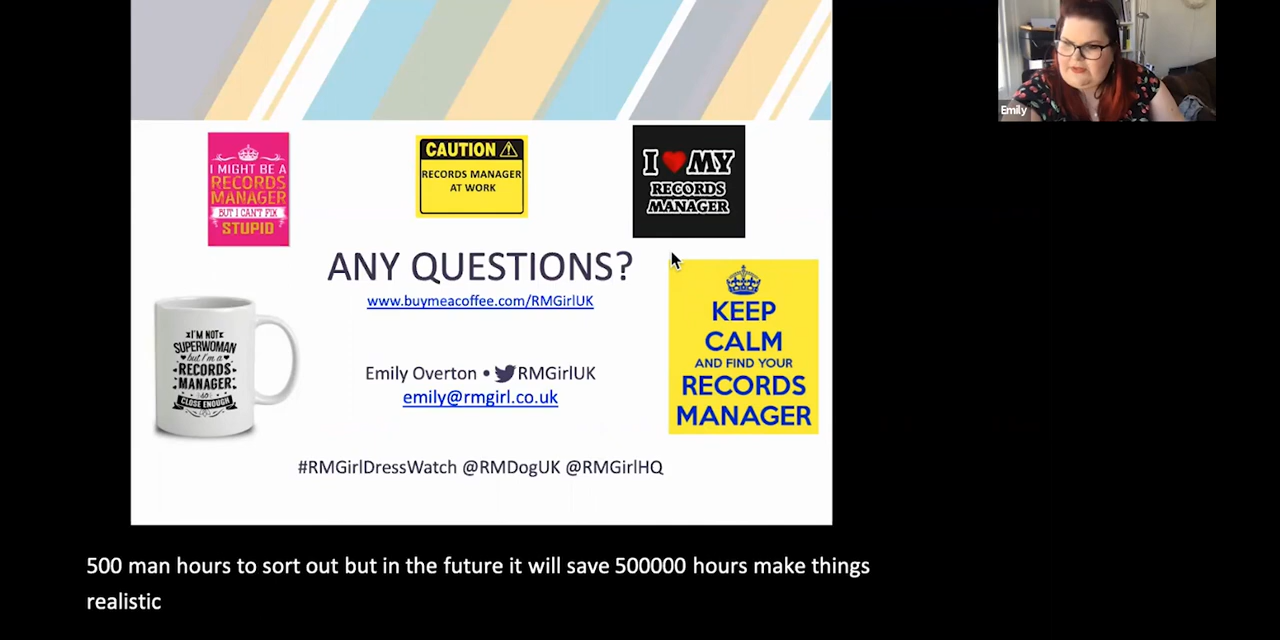 Emily
I MIGHT BE A
RECORDS
MANAGER
BUT I CAN'T FIX
STUPID
CAUTION
RECORDS MANAGER
AT WORK
I ❤ MY
RECORDS
MANAGER
ANY QUESTIONS?
www.buymeacoffee.com/RMGirlUK
I'M NOT
SUPERWOMAN
but I'm a
RECORDS
MANAGER
so
CLOSE ENOUGH
KEEP
CALM
AND FIND YOUR
RECORDS
MANAGER
Emily Overton • RMGirlUK
emily@rmgirl.co.uk
#RMGirlDressWatch @RMDogUK @RMGirlHQ
500 man hours to sort out but in the future it will save 500000 hours make things
realistic